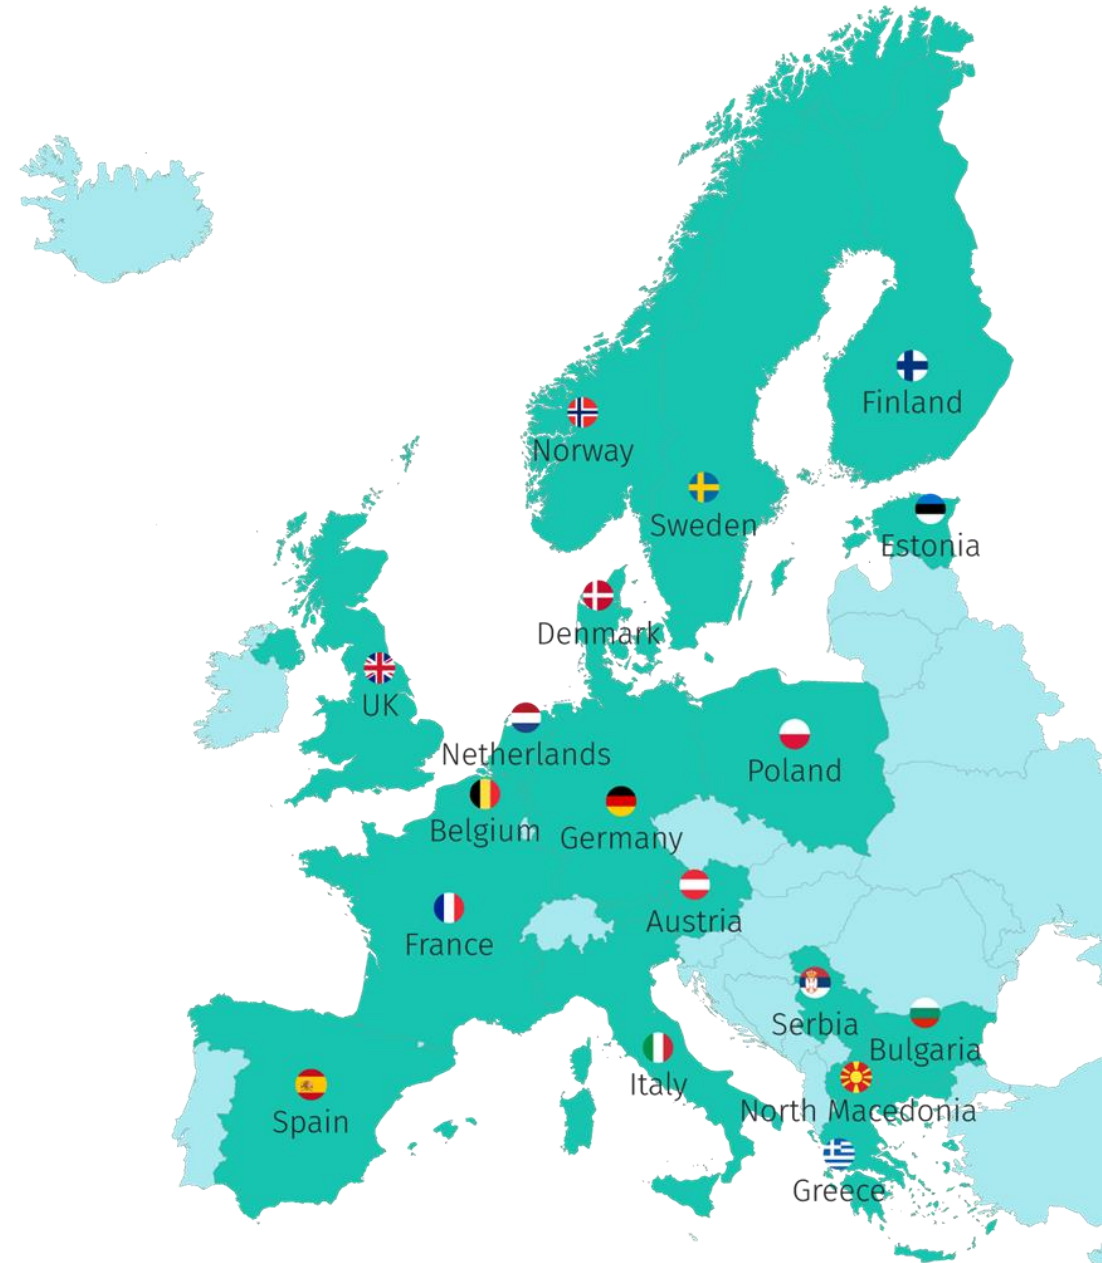 Finland
Norway
Sweden
Estonia
Denmark
UK
Netherlands
Poland
Belgium
Germany
Austria
France
Serbia
Bulgaria
Italy
North Macedonia
Spain
Greece